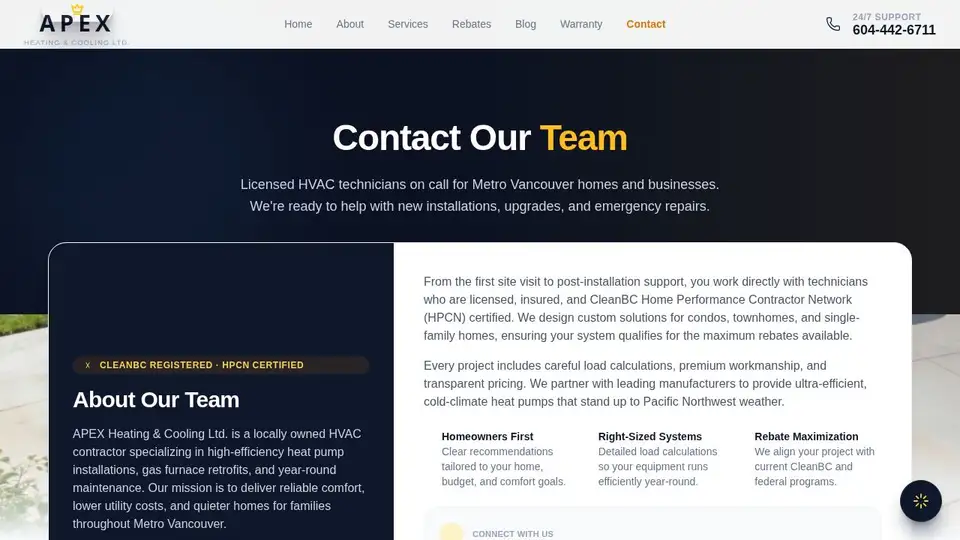 APEX
HEATING & COOLING LTD.
Home About Services Rebates Blog Warranty Contact
24/7 SUPPORT
604-442-6711
Contact Our Team
Licensed HVAC technicians on call for Metro Vancouver homes and businesses.
We're ready to help with new installations, upgrades, and emergency repairs.
CLEANBC REGISTERED · HPCN CERTIFIED
About Our Team
APEX Heating & Cooling Ltd. is a locally owned HVAC
contractor specializing in high-efficiency heat pump
installations, gas furnace retrofits, and year-round
maintenance. Our mission is to deliver reliable comfort,
lower utility costs, and quieter homes for families
throughout Metro Vancouver.
From the first site visit to post-installation support, you work directly with technicians
who are licensed, insured, and CleanBC Home Performance Contractor Network
(HPCN) certified. We design custom solutions for condos, townhomes, and single-
family homes, ensuring your system qualifies for the maximum rebates available.
Every project includes careful load calculations, premium workmanship, and
transparent pricing. We partner with leading manufacturers to provide ultra-efficient,
cold-climate heat pumps that stand up to Pacific Northwest weather.
Homeowners First
Clear recommendations
tailored to your home,
budget, and comfort goals.
Right-Sized Systems
Detailed load calculations
so your equipment runs
efficiently year-round.
Rebate Maximization
We align your project with
current CleanBC and
federal programs.
CONNECT WITH US